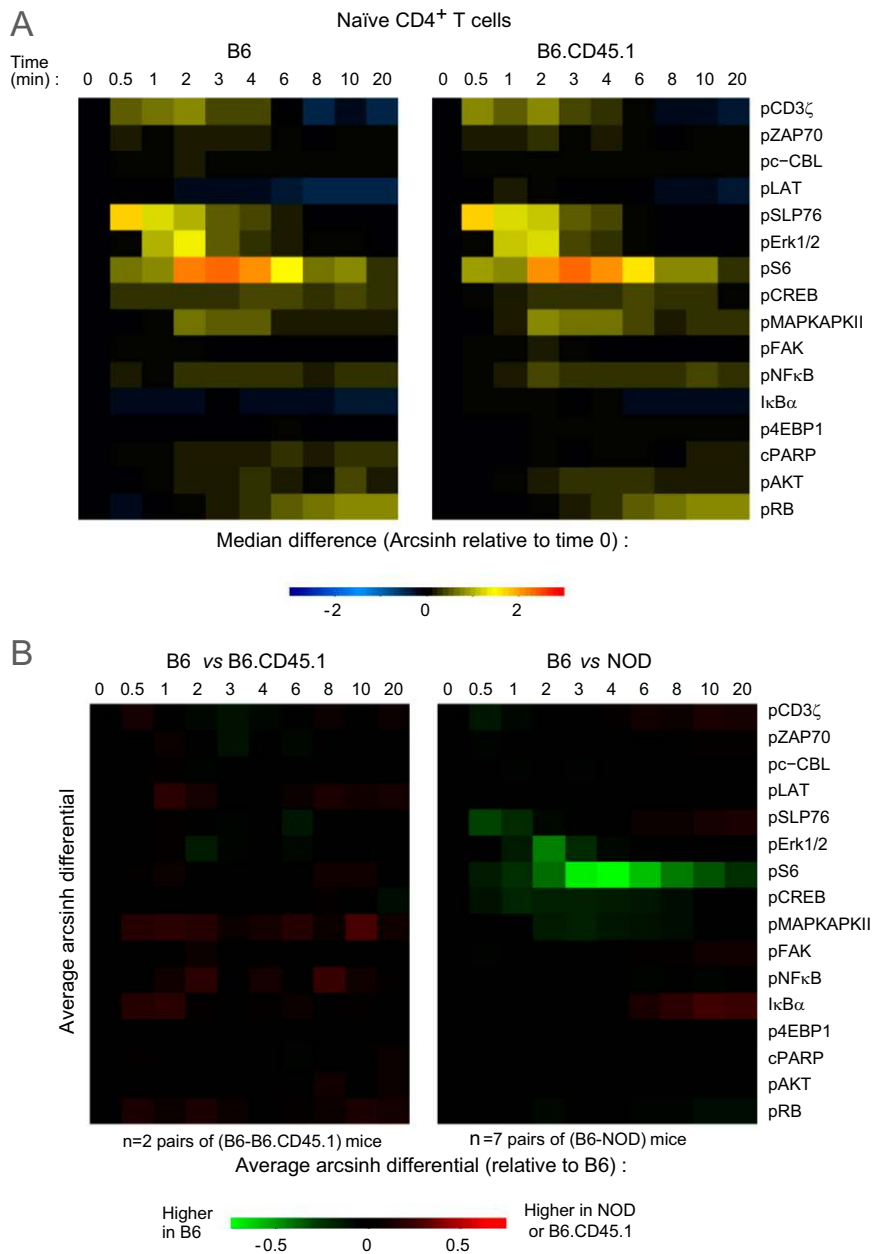 A
Naïve CD4+ T cells
B6
B6.CD45.1
Time
(min) :
0 0.5 1 2 3 4 6 8 10 20
0 0.5 1 2 3 4 6 8 10 20
pCD3ζ
pZAP70
pc−CBL
pLAT
pSLP76
pErk1/2
pS6
pCREB
pMAPKAPKII
pFAK
pNFκB
IκBα
p4EBP1
cPARP
pAKT
pRB
Median difference (Arcsinh relative to time 0) :
-2 0 2
B
B6 vs B6.CD45.1
B6 vs NOD
0 0.5 1 2 3 4 6 8 10 20
0 0.5 1 2 3 4 6 8 10 20
Average arcsinh differential
pCD3ζ
pZAP70
pc−CBL
pLAT
pSLP76
pErk1/2
pS6
pCREB
pMAPKAPKII
pFAK
pNFκB
IκBα
p4EBP1
cPARP
pAKT
pRB
n=2 pairs of (B6-B6.CD45.1) mice
n=7 pairs of (B6-NOD) mice
Average arcsinh differential (relative to B6) :
Higher
in B6
Higher in NOD
or B6.CD45.1
-0.5 0 0.5